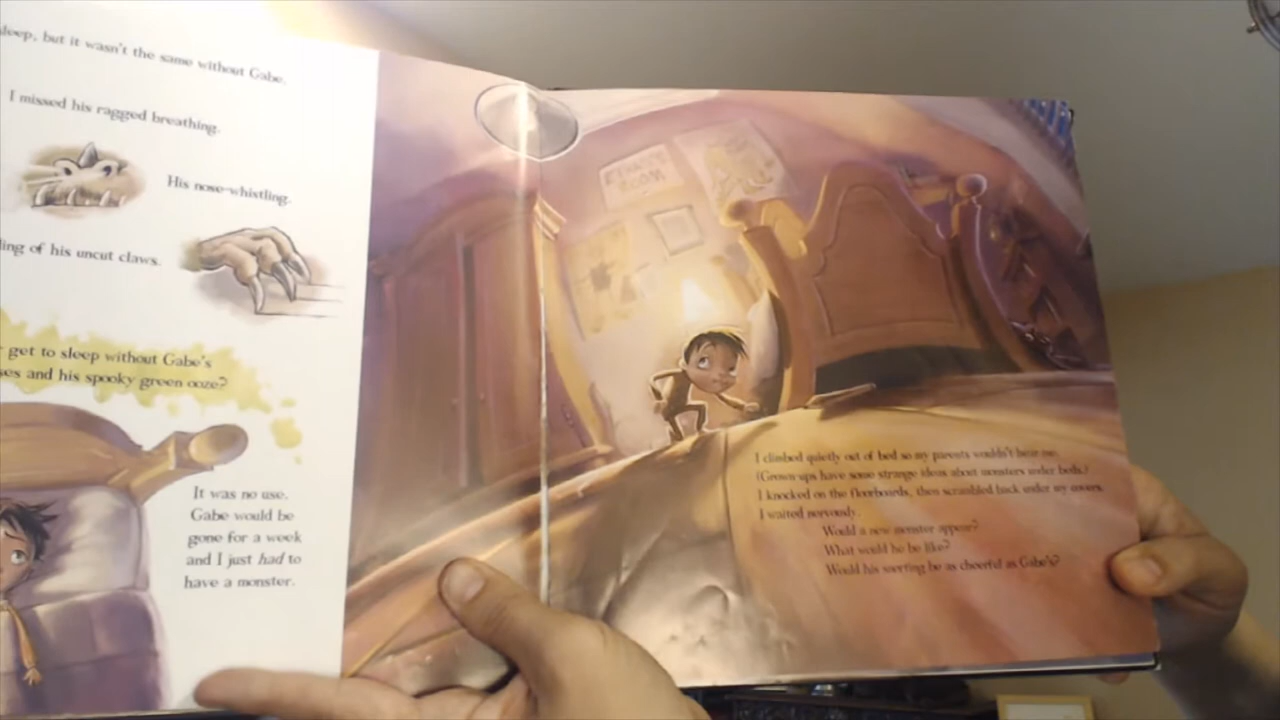 sleep, but it wasn't the same without Gabe.
I missed his ragged breathing.
His nose-whistling.
ling of his uncut claws.
get to sleep without Gabe's
ses and his spooky green ooze?
It was no use.
Gabe would be
gone for a week
and I just had to
have a monster.
ETHAN'S
ROOM
I climbed quietly out of bed so my parents wouldn't hear me.
(Grown-ups have some strange ideas about monsters under beds.)
I knocked on the floorboards, then scrambled back under my covers.
I waited nervously.
Would a new monster appear?
What would he be like?
Would his snorting be as cheerful as Gabe's?